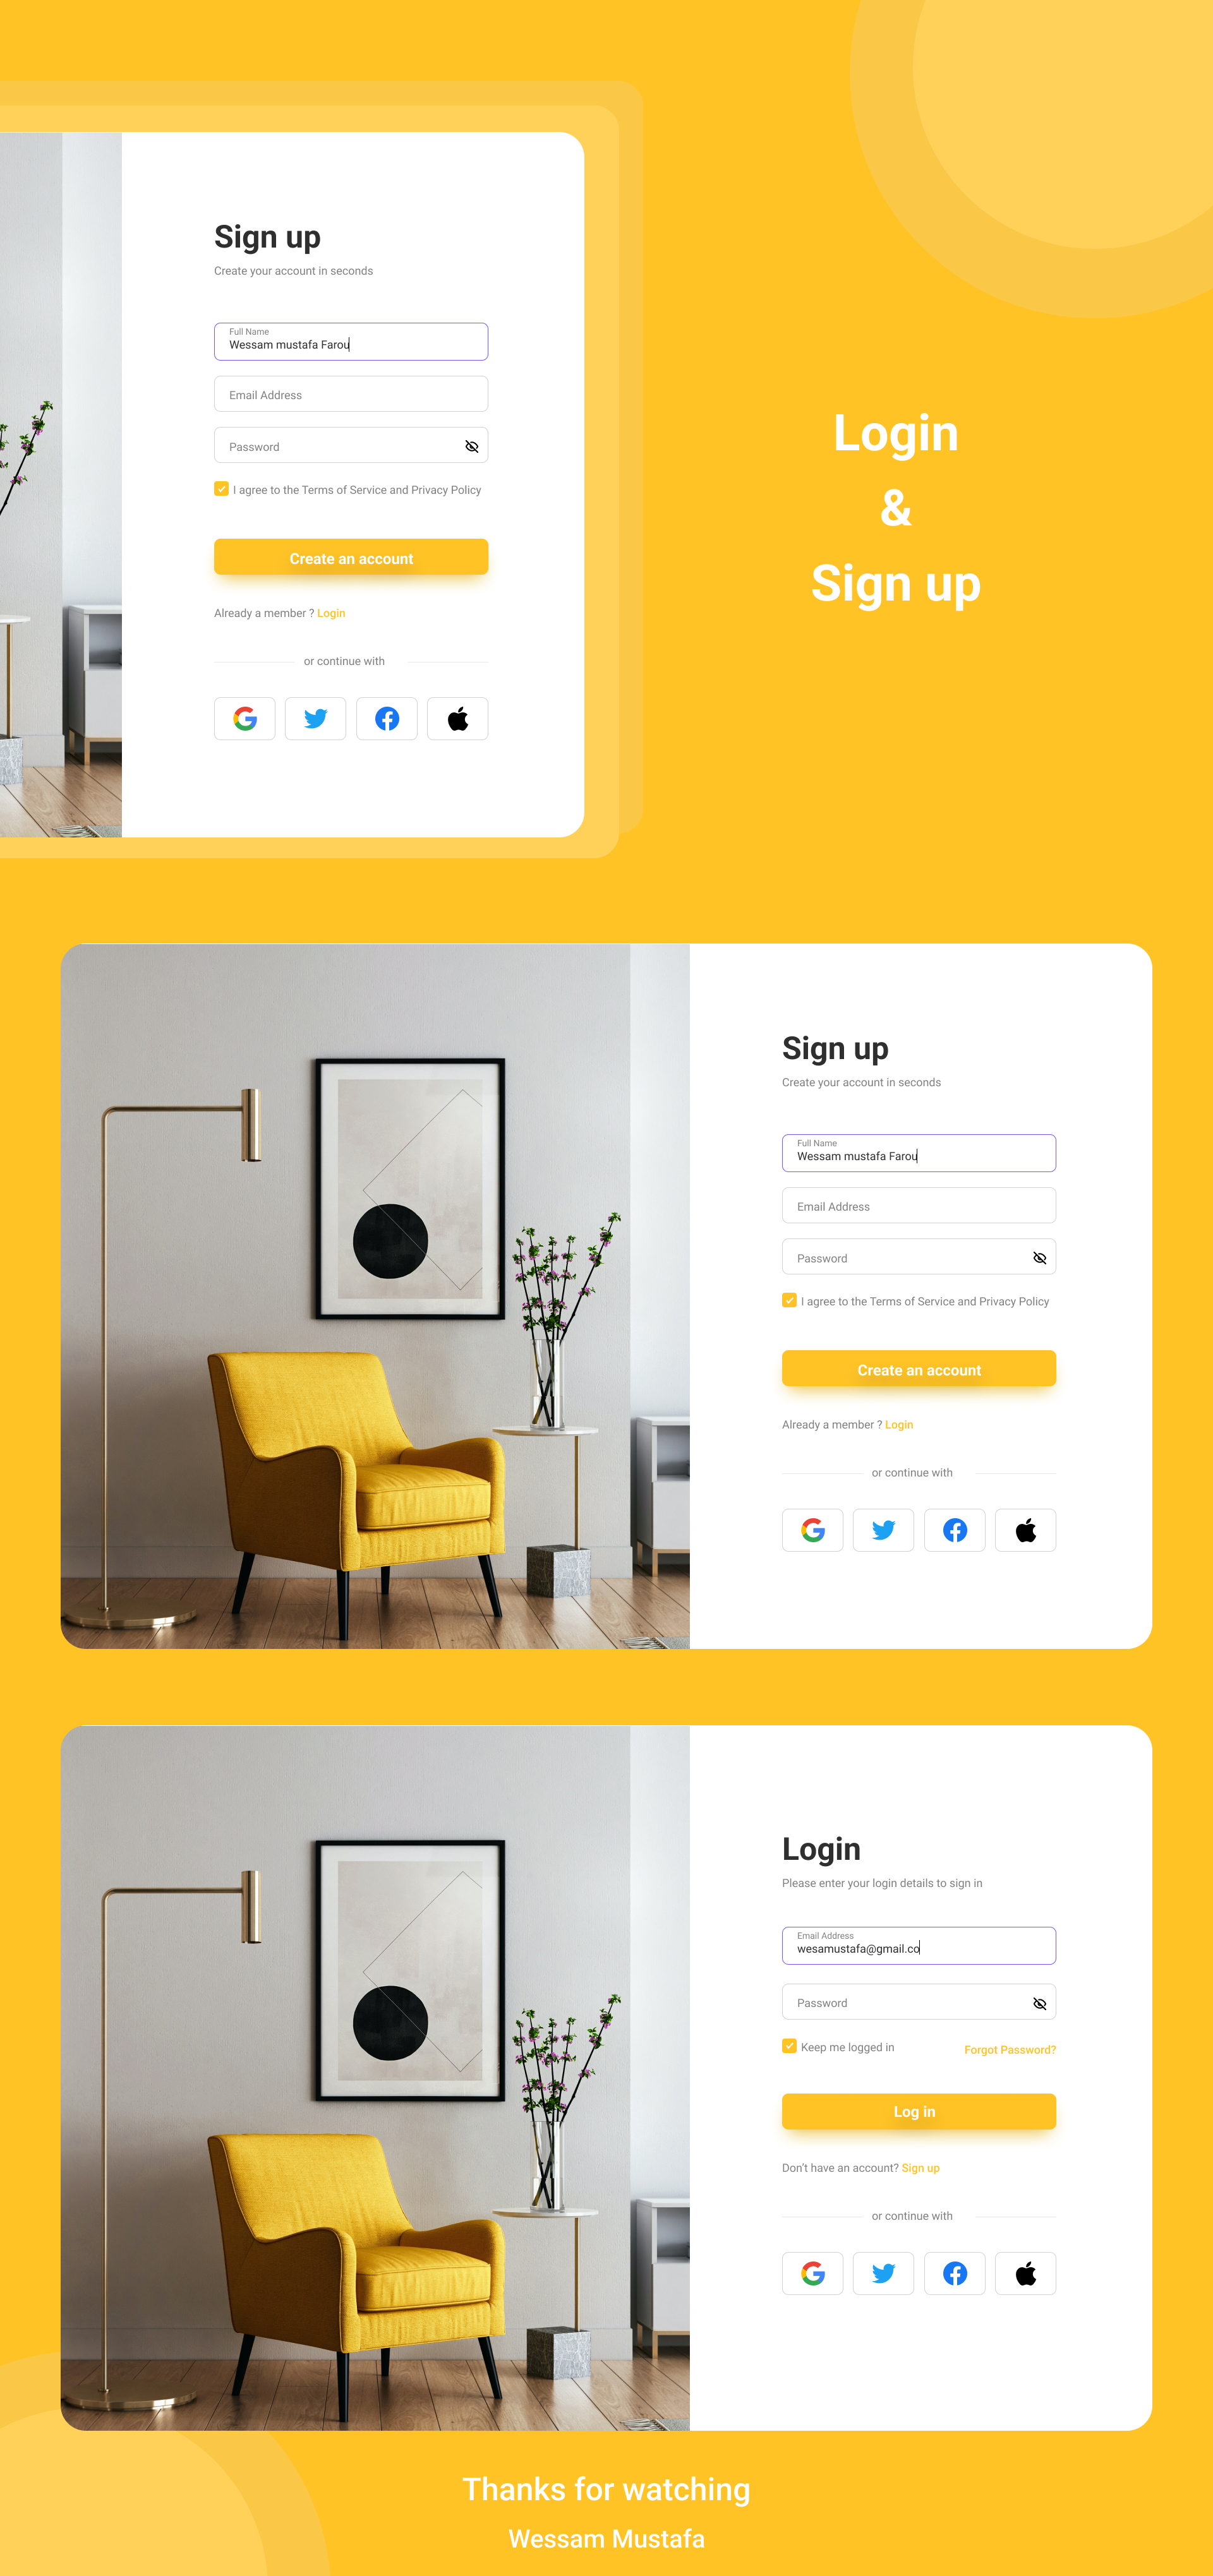 Sign up
Create your account in seconds
Full Name
Wessam mustafa Farou
Email Address
Password
I agree to the Terms of Service and Privacy Policy
Create an account
Already a member ? Login
or continue with
Login
&
Sign up
Sign up
Create your account in seconds
Full Name
Wessam mustafa Farou
Email Address
Password
I agree to the Terms of Service and Privacy Policy
Create an account
Already a member ? Login
or continue with
Login
Please enter your login details to sign in
Email Address
wesamustafa@gmail.co
Password
Keep me logged in
Forgot Password?
Log in
Don't have an account? Sign up
or continue with
Thanks for watching
Wessam Mustafa